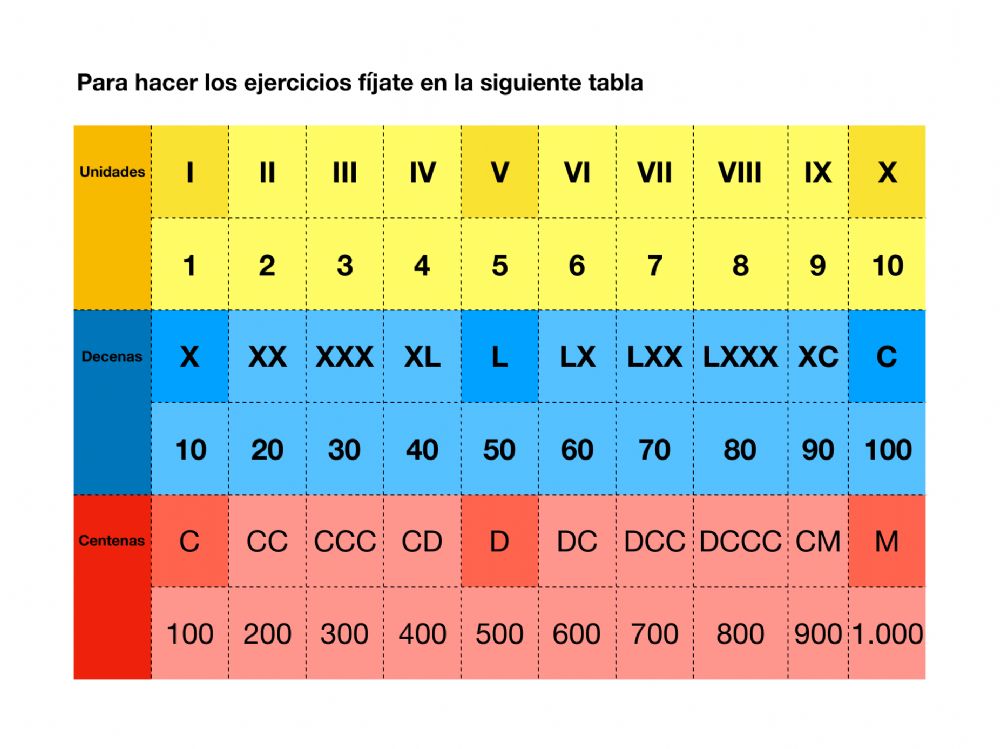 Para hacer los ejercicios fíjate en la siguiente tabla
Unidades I II III IV V VI VII VIII IX X
1 2 3 4 5 6 7 8 9 10
Decenas X XX XXX XL L LX LXX LXXX XC C
10 20 30 40 50 60 70 80 90 100
Centenas C CC CCC CD D DC DCC DCCC CM M
100 200 300 400 500 600 700 800 900 1.000